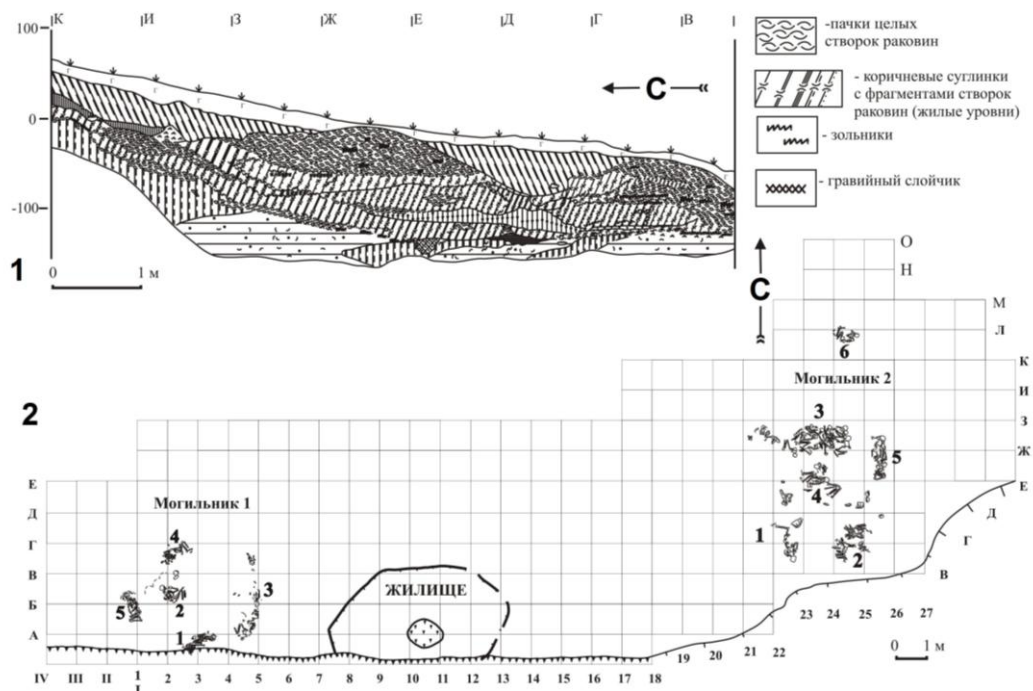 К И З Ж Е Д Г В
100
0
-100
0 1 м
1
С
-пачки целых
створок раковин
- коричневые суглинки
с фрагментами створок
раковин (жилые уровни)
- зольники
- гравийный слойчик
С
О
Н
М
Л
К
И
З
Ж
Е
Д
Г
В
2
6
Могильник 2
3
5
4
1
2
Е
Д
Г
В
Б
А
Могильник 1
4
3
5
2
1
ЖИЛИЩЕ
23 24 25 26 27
0 1 м
IV III II I 1 2 3 4 5 6 7 8 9 10 11 12 13 14 15 16 17 18 19 20 21 22